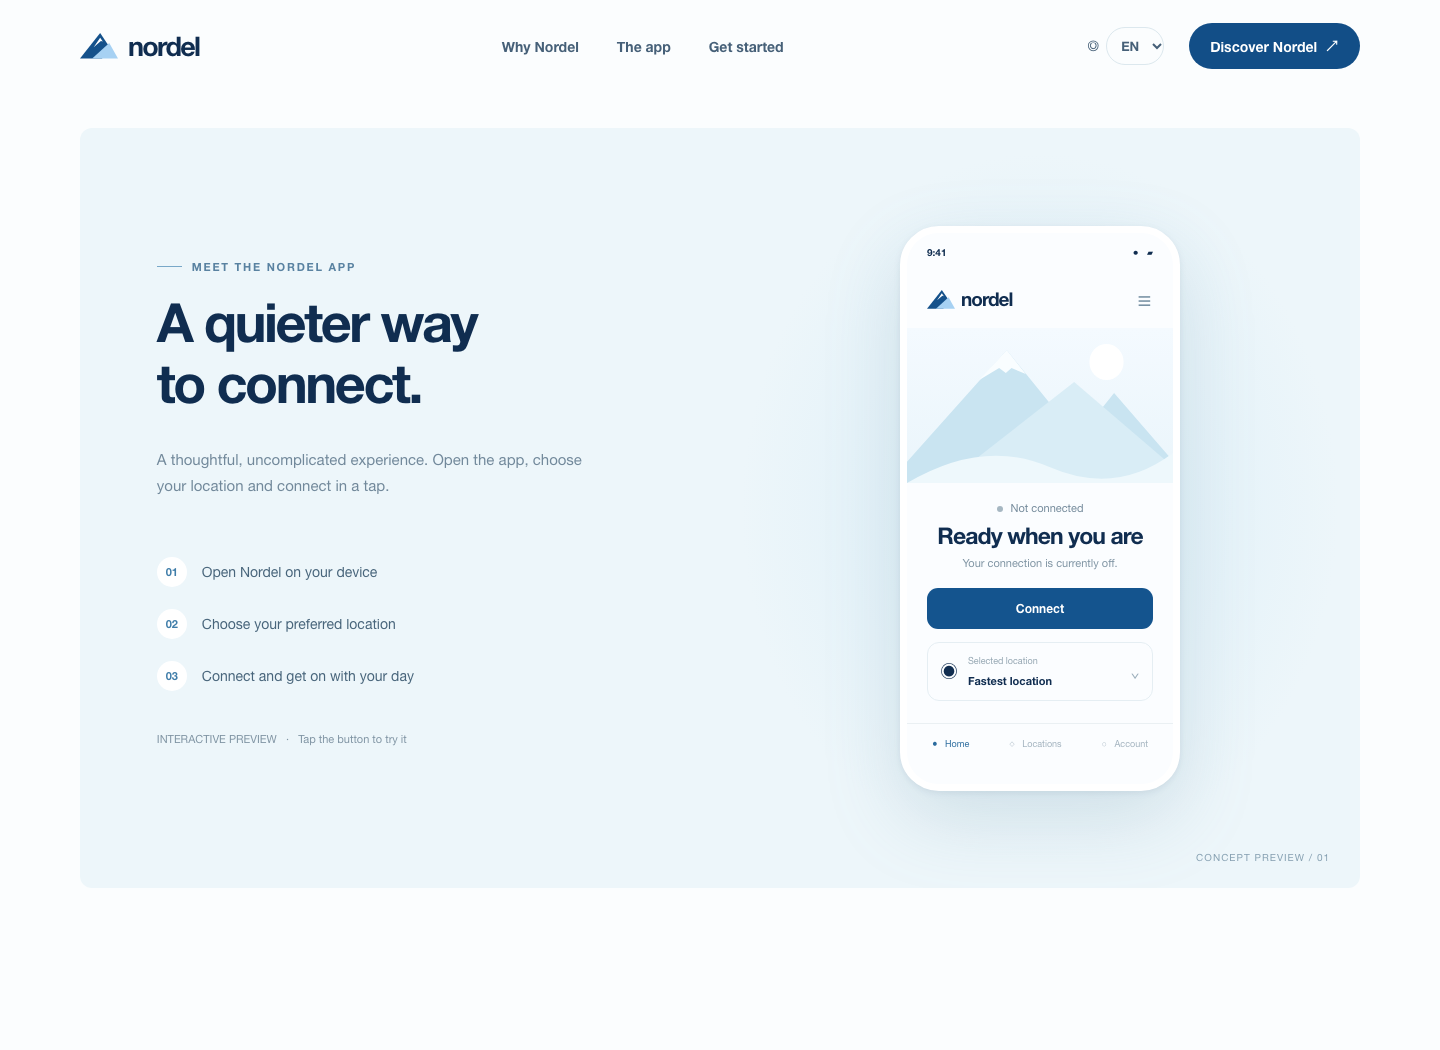 nordel
Why Nordel
The app
Get started
EN
Discover Nordel ↗
MEET THE NORDEL APP
A quieter way
to connect.
A thoughtful, uncomplicated experience. Open the app, choose
your location and connect in a tap.
01 Open Nordel on your device
02 Choose your preferred location
03 Connect and get on with your day
INTERACTIVE PREVIEW · Tap the button to try it
9:41
nordel
Not connected
Ready when you are
Your connection is currently off.
Connect
Selected location
Fastest location
Home
Locations
Account
CONCEPT PREVIEW / 01